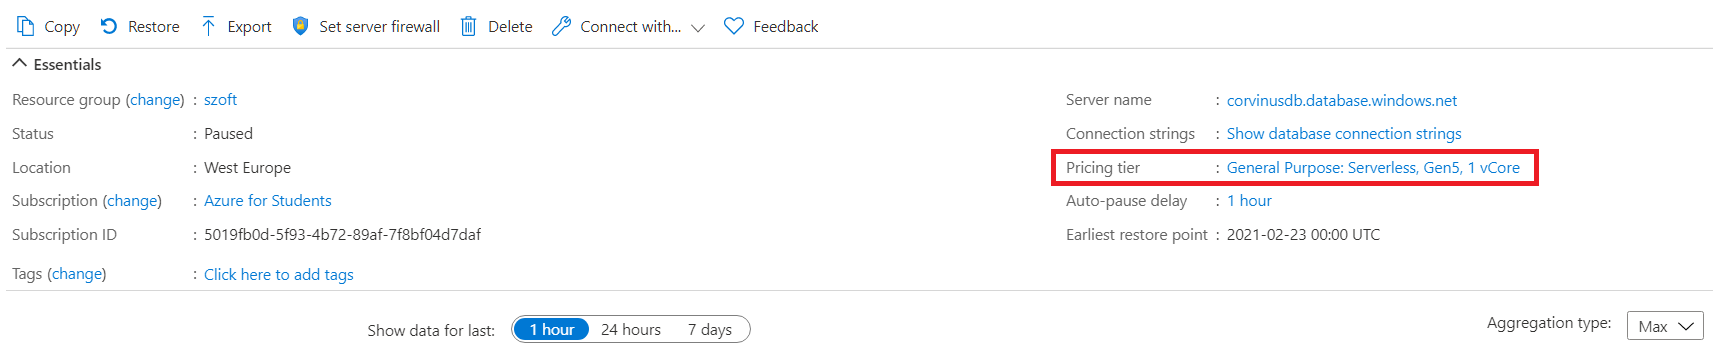 Copy Restore Export Set server firewall Delete Connect with... Feedback
Essentials
Resource group (change) : szoft
Status : Paused
Location : West Europe
Subscription (change) : Azure for Students
Subscription ID : 5019fb0d-5f93-4b72-89af-7f8bf04d7daf
Tags (change) : Click here to add tags
Server name : corvinusdb.database.windows.net
Connection strings : Show database connection strings
Pricing tier : General Purpose: Serverless, Gen5, 1 vCore
Auto-pause delay : 1 hour
Earliest restore point : 2021-02-23 00:00 UTC
Show data for last: 1 hour 24 hours 7 days
Aggregation type: Max